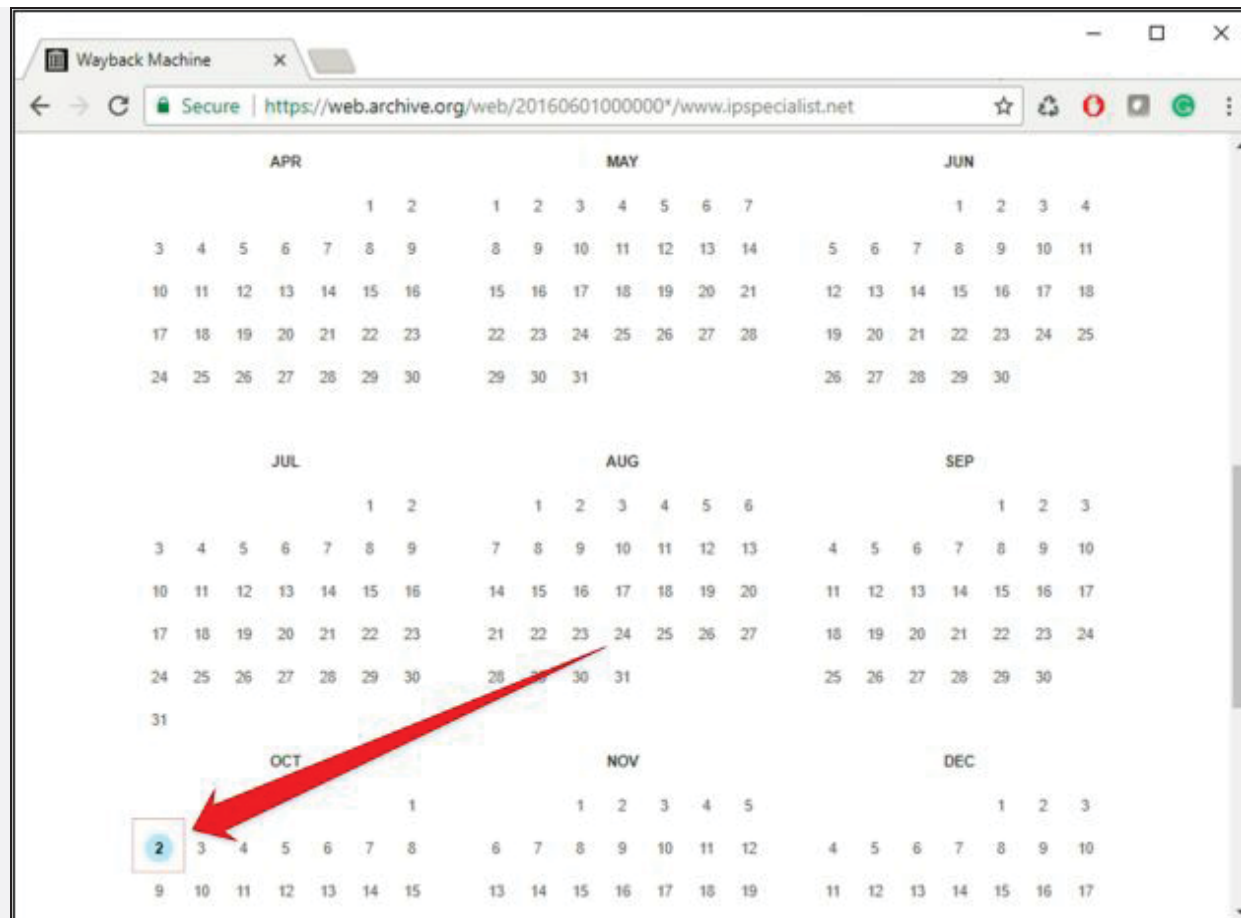 Wayback Machine
Secure | https://web.archive.org/web/20160601000000*/www.ipspecialist.net
APR MAY JUN
1 2 1 2 3 4 5 6 7 1 2 3 4
3 4 5 6 7 8 9 8 9 10 11 12 13 14 5 6 7 8 9 10 11
10 11 12 13 14 15 16 15 16 17 18 19 20 21 12 13 14 15 16 17 18
17 18 19 20 21 22 23 22 23 24 25 26 27 28 19 20 21 22 23 24 25
24 25 26 27 28 29 30 29 30 31 26 27 28 29 30
JUL AUG SEP
1 2 1 2 3 4 5 6 1 2 3
3 4 5 6 7 8 9 7 8 9 10 11 12 13 4 5 6 7 8 9 10
10 11 12 13 14 15 16 14 15 16 17 18 19 20 11 12 13 14 15 16 17
17 18 19 20 21 22 23 21 22 23 24 25 26 27 18 19 20 21 22 23 24
24 25 26 27 28 29 30 28 29 30 31 25 26 27 28 29 30
31
OCT NOV DEC
1 1 2 3 4 5 1 2 3
2 3 4 5 6 7 8 6 7 8 9 10 11 12 4 5 6 7 8 9 10
9 10 11 12 13 14 15 13 14 15 16 17 18 19 11 12 13 14 15 16 17